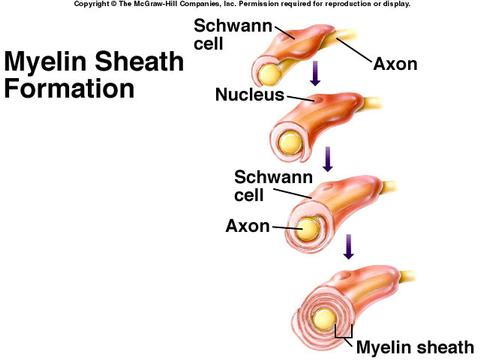 Copyright © The McGraw-Hill Companies, Inc. Permission required for reproduction or display.
Myelin Sheath
Formation
Schwann
cell
Axon
Nucleus
Schwann
cell
Axon
Myelin sheath